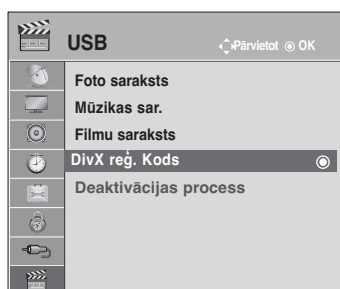 USB
Pārvietot OK
Foto saraksts
Mūzikas sar.
Filmu saraksts
DivX reģ. Kods
Deaktivācijas process